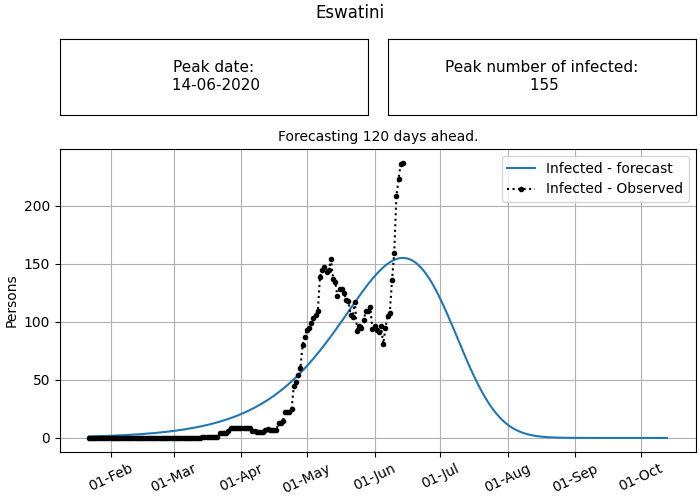 Eswatini
Peak date:
14-06-2020
Peak number of infected:
155
Forecasting 120 days ahead.
Infected - forecast
Infected - Observed
Persons
200
150
100
50
0
01-Feb
01-Mar
01-Apr
01-May
01-Jun
01-Jul
01-Aug
01-Sep
01-Oct